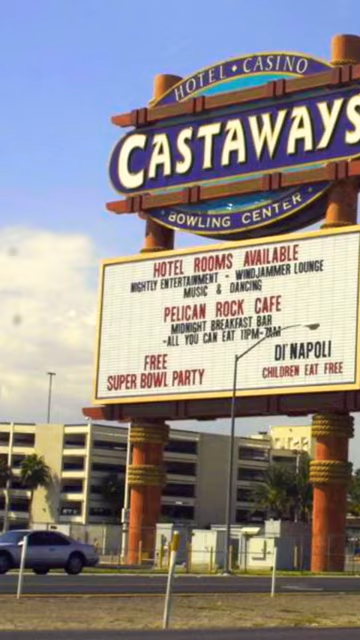 HOTEL • CASINO
CASTAWAYS
BOWLING CENTER
HOTEL ROOMS AVAILABLE
NIGHTLY ENTERTAINMENT - WINDJAMMER LOUNGE
MUSIC & DANCING
PELICAN ROCK CAFE
MIDNIGHT BREAKFAST BAR
-ALL YOU CAN EAT 11PM-7AM
FREE
SUPER BOWL PARTY
DI'NAPOLI
CHILDREN EAT FREE